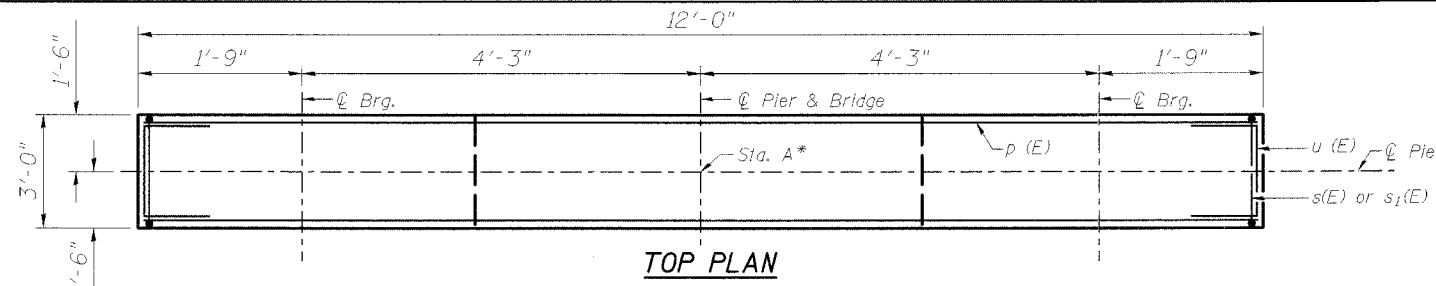 12'-0"
1'-6"
1'-9"
4'-3"
4'-3"
1'-9"
℄ Brg.
℄ Pier & Bridge
℄ Brg.
3'-0"
Sta. A*
p (E)
u (E)
℄ Pie
s(E) or s₁(E)
'-6"
TOP PLAN